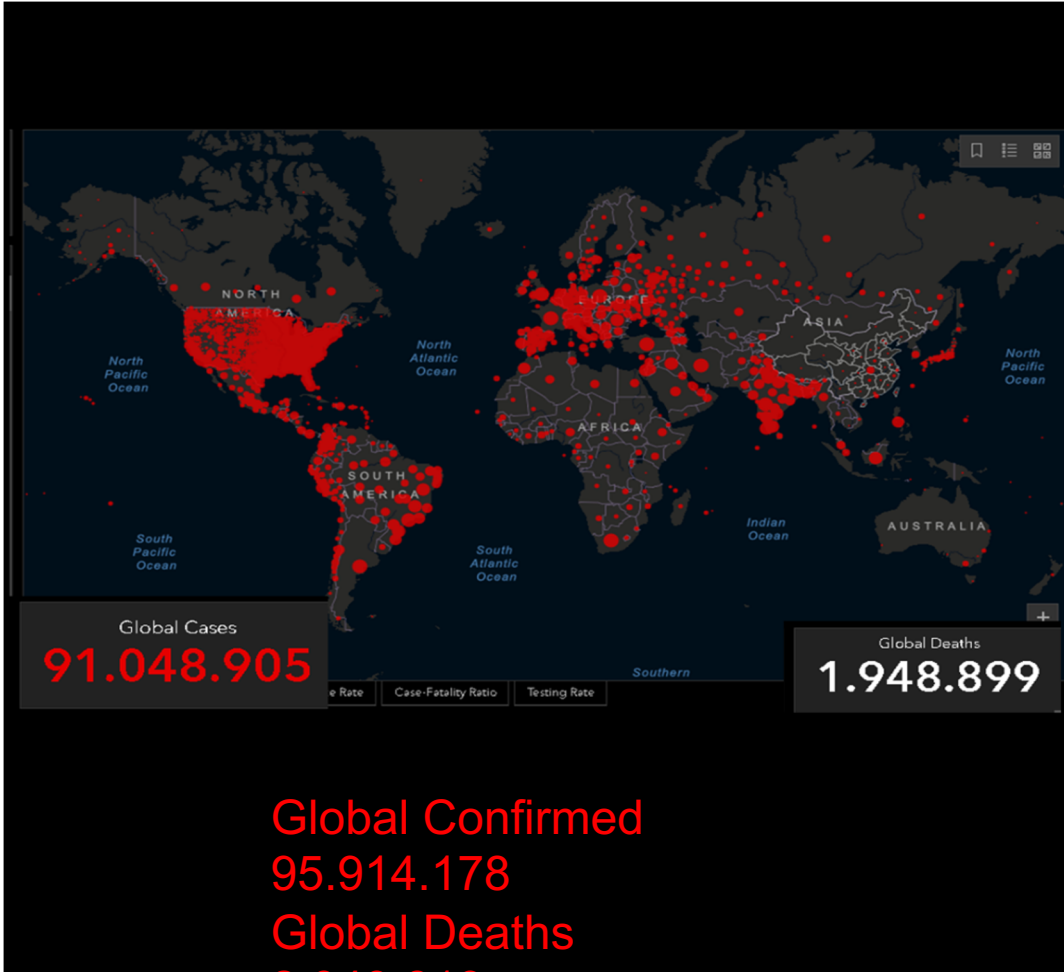 NORTH
AMERICA
EUROPE
ASIA
North
Pacific
Ocean
North
Atlantic
Ocean
North
Pacific
Ocean
AFRICA
SOUTH
AMERICA
South
Pacific
Ocean
South
Atlantic
Ocean
Indian
Ocean
AUSTRALIA
Southern
Global Cases
91.048.905
e Rate
Case-Fatality Ratio
Testing Rate
Global Deaths
1.948.899
Global Confirmed
95.914.178
Global Deaths